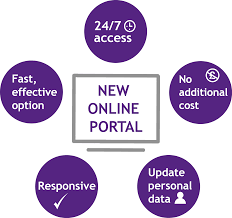 24/7
access
Fast,
effective
option
NEW
ONLINE
PORTAL
No
additional
cost
Responsive
Update
personal
data